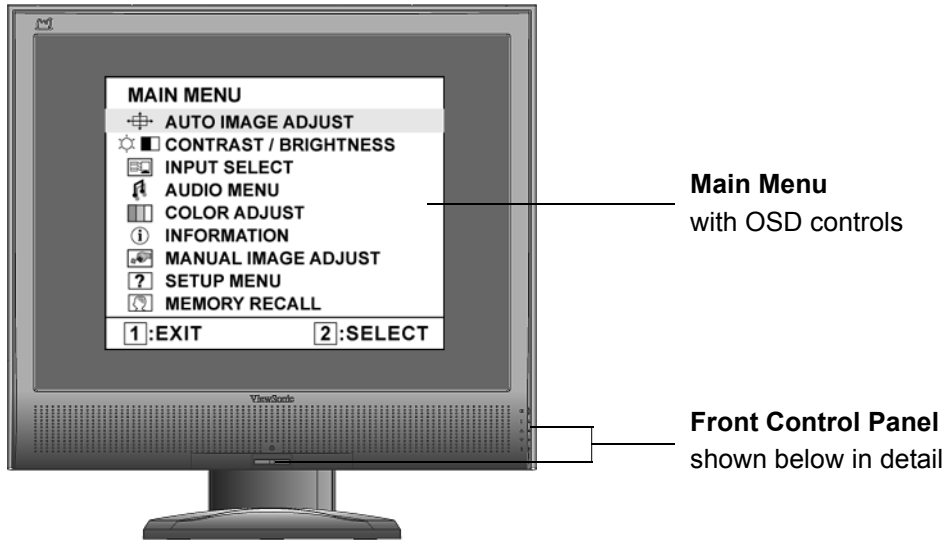 MAIN MENU
AUTO IMAGE ADJUST
CONTRAST / BRIGHTNESS
INPUT SELECT
AUDIO MENU
COLOR ADJUST
INFORMATION
MANUAL IMAGE ADJUST
SETUP MENU
MEMORY RECALL
1:EXIT 2:SELECT
ViewSonic
Main Menu
with OSD controls
Front Control Panel
shown below in detail